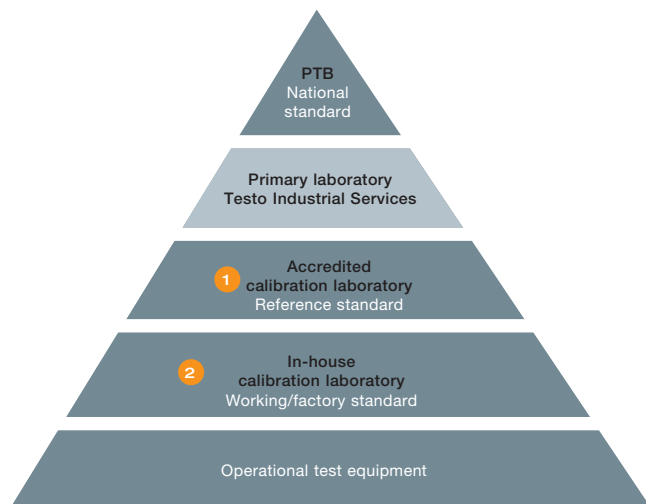 PTB
National
standard
Primary laboratory
Testo Industrial Services
1
Accredited
calibration laboratory
Reference standard
2
In-house
calibration laboratory
Working/factory standard
Operational test equipment